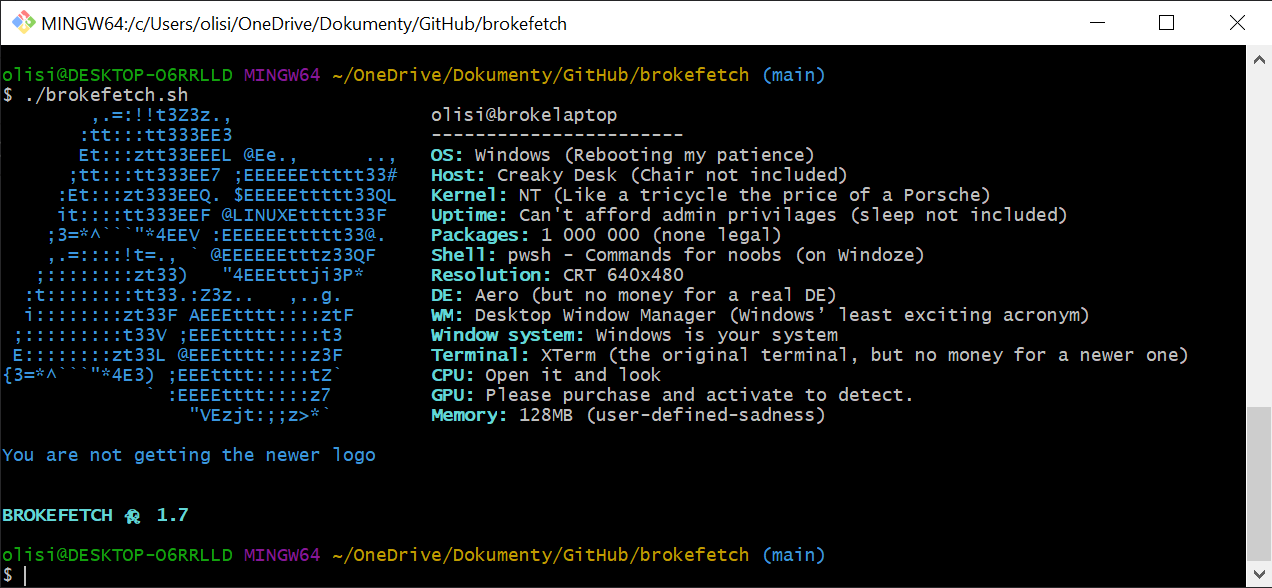 MINGW64:/c/Users/olisi/OneDrive/Dokumenty/GitHub/brokefetch
olisi@DESKTOP-O6RRLLD MINGW64 ~/OneDrive/Dokumenty/GitHub/brokefetch (main)
$ ./brokefetch.sh
        ,.=:!!t3Z3z.,                  olisi@brokelaptop
       :tt:::tt333EE3                  -----------------------
       Et:::ztt33EEEL @Ee.,      ..,   OS: Windows (Rebooting my patience)
      ;tt:::tt333EE7 ;EEEEEEttttt33#   Host: Creaky Desk (Chair not included)
     :Et:::zt333EEQ. $EEEEEttttt33QL   Kernel: NT (Like a tricycle the price of a Porsche)
     it::::tt333EEF @LINUXEttttt33F    Uptime: Can't afford admin privilages (sleep not included)
    ;3=*^```"*4EEV :EEEEEEttttt33@.    Packages: 1 000 000 (none legal)
    ,.=::::!t=., ` @EEEEEEtttz33QF     Shell: pwsh - Commands for noobs (on Windoze)
   ;::::::::zt33)   "4EEEtttji3P*      Resolution: CRT 640x480
  :t::::::::tt33.:Z3z..   ,..g.        DE: Aero (but no money for a real DE)
  i::::::::zt33F AEEEtttt::::ztF       WM: Desktop Window Manager (Windows’ least exciting acronym)
 ;:::::::::t33V ;EEEttttt::::t3        Window system: Windows is your system
 E::::::::zt33L @EEEtttt::::z3F        Terminal: XTerm (the original terminal, but no money for a newer one)
{3=*^```"*4E3) ;EEEtttt:::::tZ`        CPU: Open it and look
             ` :EEEEtttt::::z7         GPU: Please purchase and activate to detect.
                 "VEzjt:;;z>*`         Memory: 128MB (user-defined-sadness)
You are not getting the newer logo
BROKEFETCH 1.7
olisi@DESKTOP-O6RRLLD MINGW64 ~/OneDrive/Dokumenty/GitHub/brokefetch (main)
$